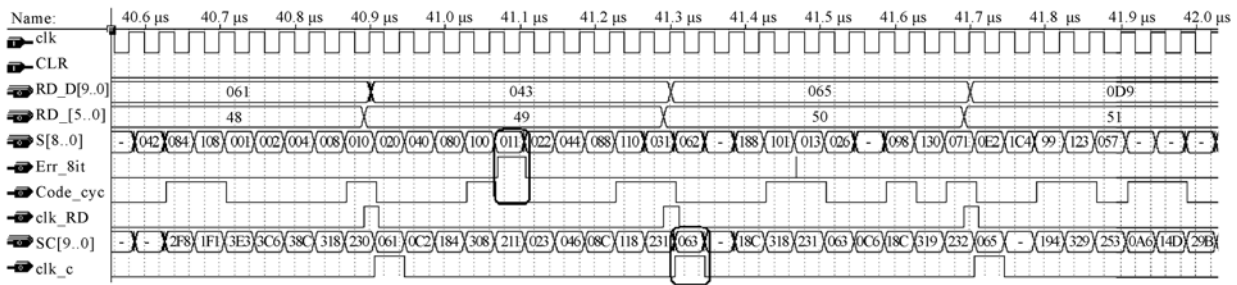 Name: 40.6 μs 40.7 μs 40.8 μs 40.9 μs 41.0 μs 41.1 μs 41.2 μs 41.3 μs 41.4 μs 41.5 μs 41.6 μs 41.7 μs 41.8 μs 41.9 μs 42.0 μs
clk
CLR
RD_D[9..0] 061 043 065 0D9
RD_[5..0] 48 49 50 51
S[8..0] - 042 084 108 001 002 004 008 010 020 040 080 100 011 022 044 088 110 031 062 - 188 101 013 026 - 098 130 071 0E2 1C4 99 123 057 - - -
Err_8it
Code_cyc
clk_RD
SC[9..0] - - 2F8 1F1 3E3 3C6 38C 318 230 061 0C2 184 308 211 023 046 08C 118 231 063 - 18C 318 231 063 0C6 18C 319 232 065 - 194 329 253 0A6 14D 29B
clk_c